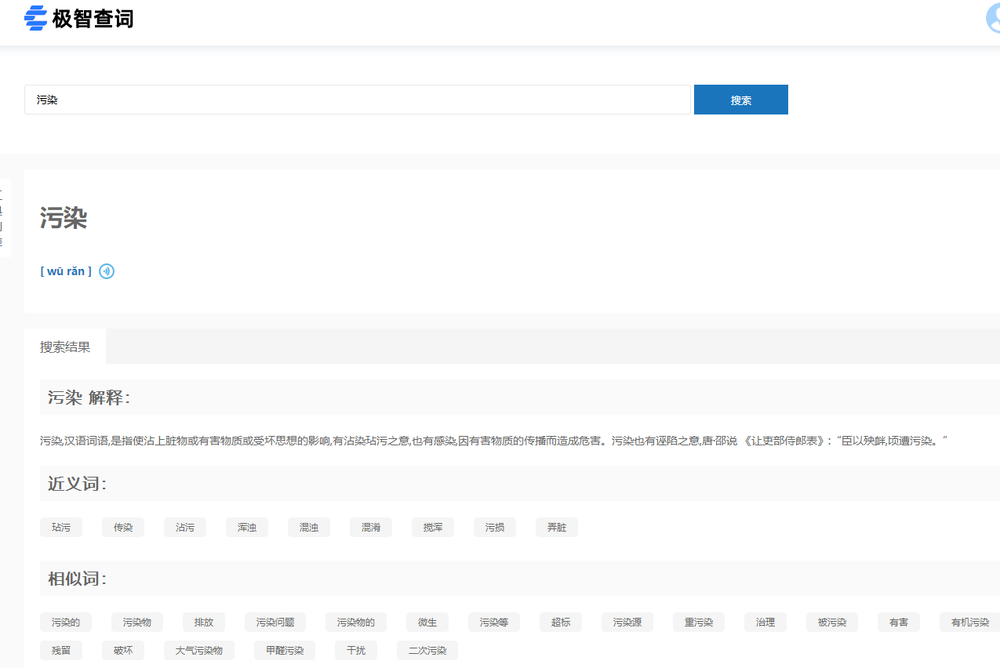 极智查词
污染 搜索
污染
[ wū rǎn ]
搜索结果
污染 解释：
污染,汉语词语,是指使沾上脏物或有害物质或受坏思想的影响,有沾染玷污之意,也有感染,因有害物质的传播而造成危害。污染也有诬陷之意,唐·邵说 《让吏部侍郎表》：“臣以殃衅,顷遭污染。”
近义词：
玷污 传染 沾污 浑浊 混浊 混淆 搅浑 污损 弄脏
相似词：
污染的 污染物 排放 污染问题 污染物的 微生 污染等 超标 污染源 重污染 治理 被污染 有害 有机污染
残留 破坏 大气污染物 甲醛污染 干扰 二次污染